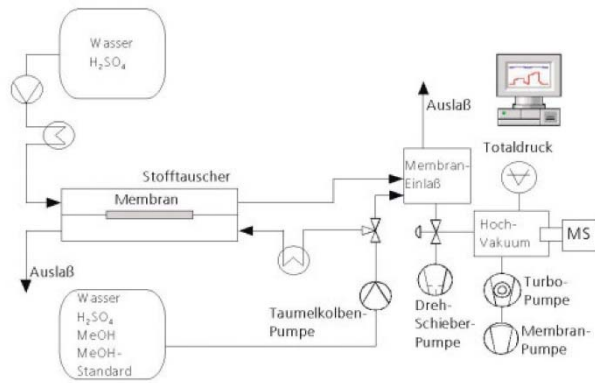 Wasser
H₂SO₄
Auslaß
Totaldruck
Stofftauscher
Membran
Membran-
Einlaß
Hoch-
Vakuum
MS
Auslaß
Wasser
H₂SO₄
MeOH
MeOH-
Standard
Taumelkolben-
Pumpe
Dreh-
Schieber-
Pumpe
Turbo-
Pumpe
Membran-
Pumpe